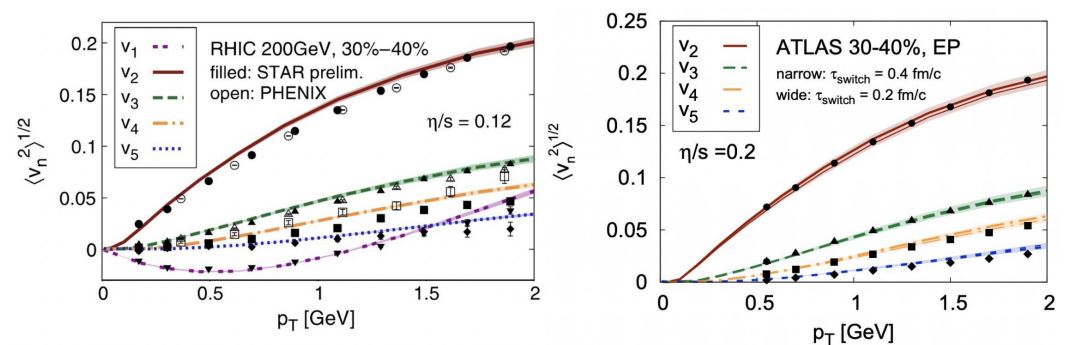 0.2
0.15
0.1
0.05
0
⟨vₙ²⟩¹/²
v₁
v₂
v₃
v₄
v₅
RHIC 200GeV, 30%–40%
filled: STAR prelim.
open: PHENIX
η/s = 0.12
0 0.5 1 1.5 2
p_T [GeV]
0.25
0.2
0.15
0.1
0.05
0
⟨vₙ²⟩¹/²
v₂
v₃
v₄
v₅
ATLAS 30-40%, EP
narrow: τ_switch = 0.4 fm/c
wide: τ_switch = 0.2 fm/c
η/s =0.2
0 0.5 1 1.5 2
p_T [GeV]